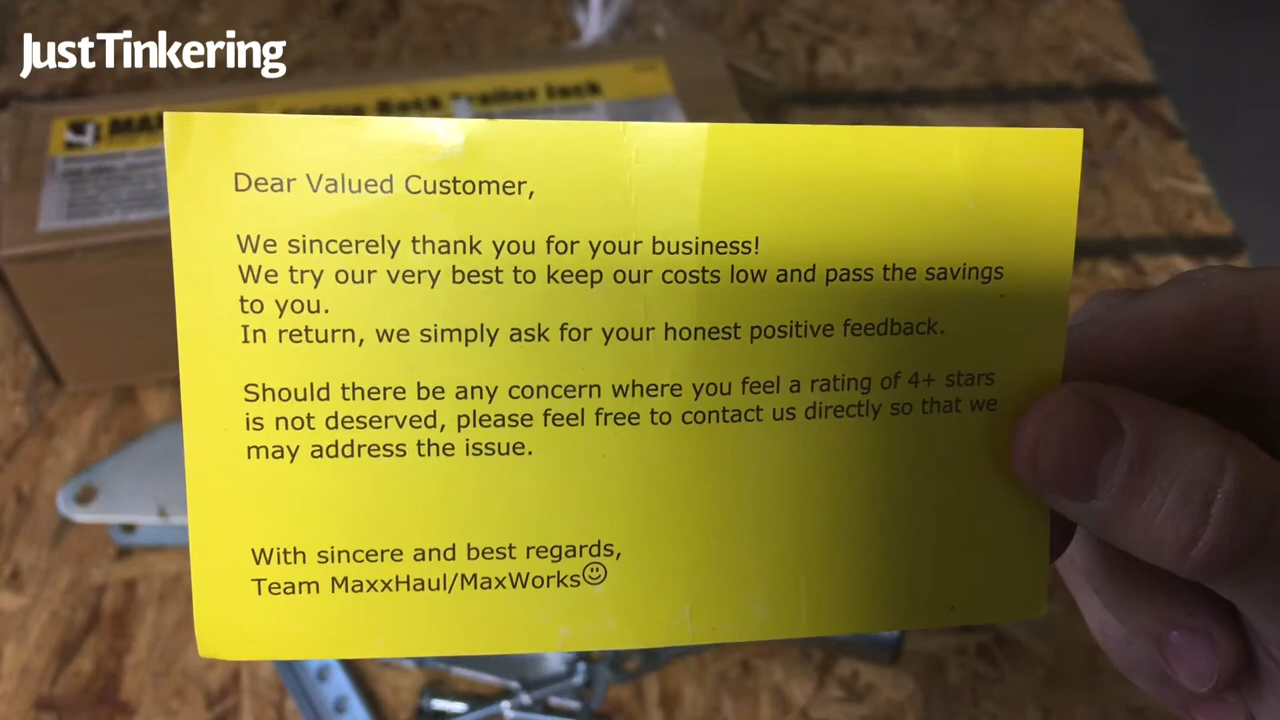 JustTinkering
Trailer Jack
Dear Valued Customer,
We sincerely thank you for your business!
We try our very best to keep our costs low and pass the savings
to you.
In return, we simply ask for your honest positive feedback.
Should there be any concern where you feel a rating of 4+ stars
is not deserved, please feel free to contact us directly so that we
may address the issue.
With sincere and best regards,
Team MaxxHaul/MaxWorks☺